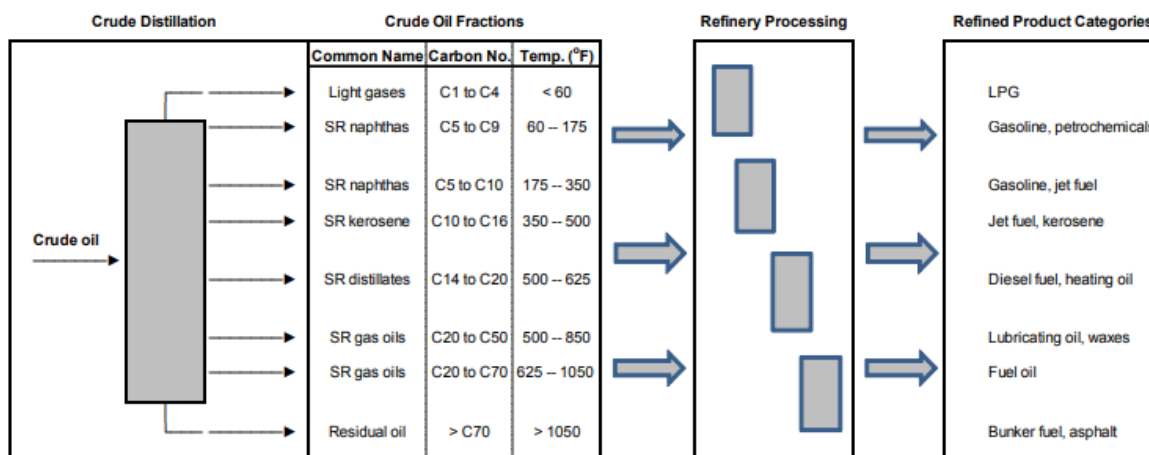 Crude Distillation Crude Oil Fractions Refinery Processing Refined Product Categories
Common Name Carbon No. Temp. (°F)
Light gases C1 to C4 < 60 LPG
SR naphthas C5 to C9 60 -- 175 Gasoline, petrochemicals
SR naphthas C5 to C10 175 -- 350 Gasoline, jet fuel
SR kerosene C10 to C16 350 -- 500 Jet fuel, kerosene
Crude oil
SR distillates C14 to C20 500 -- 625 Diesel fuel, heating oil
SR gas oils C20 to C50 500 -- 850 Lubricating oil, waxes
SR gas oils C20 to C70 625 -- 1050 Fuel oil
Residual oil > C70 > 1050 Bunker fuel, asphalt